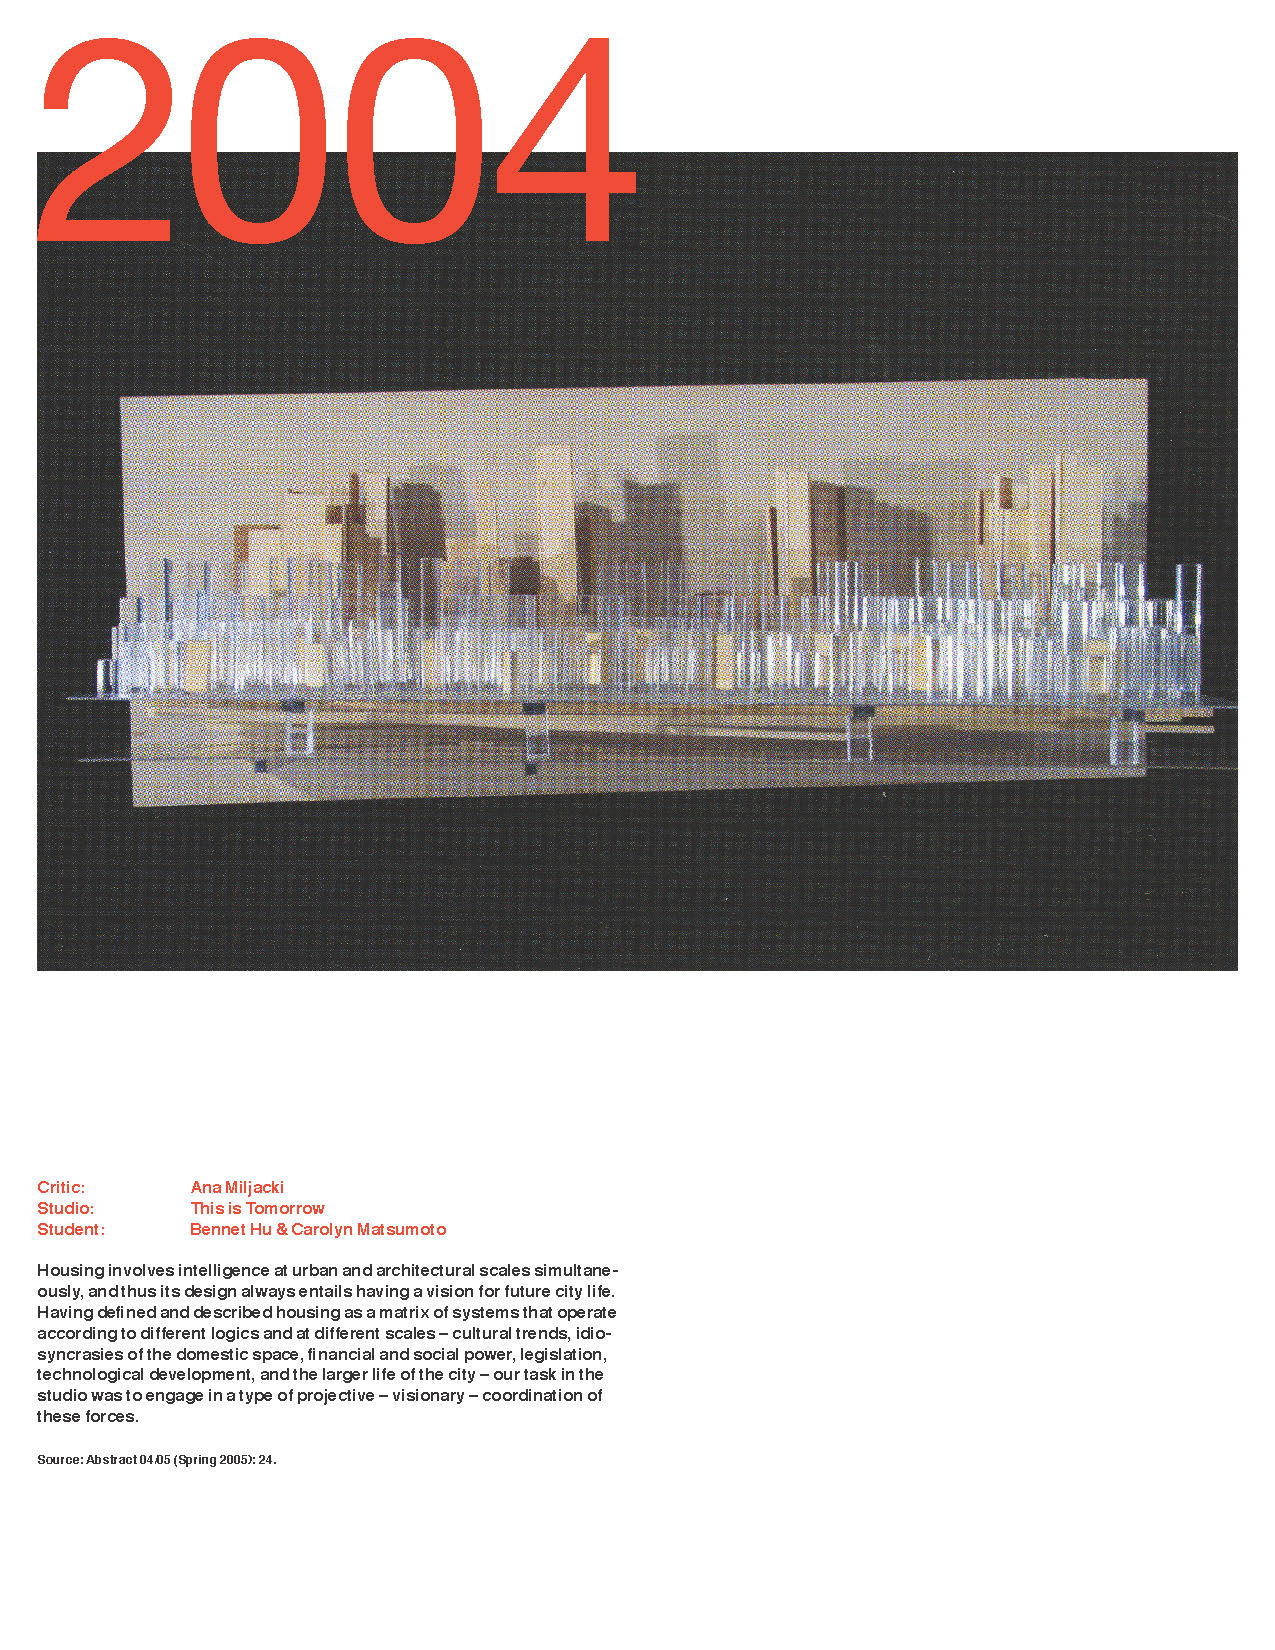 2004
Critic: Ana Miljacki
Studio: This is Tomorrow
Student: Bennet Hu & Carolyn Matsumoto
Housing involves intelligence at urban and architectural scales simultane-
ously, and thus its design always entails having a vision for future city life.
Having defined and described housing as a matrix of systems that operate
according to different logics and at different scales – cultural trends, idio-
syncrasies of the domestic space, financial and social power, legislation,
technological development, and the larger life of the city – our task in the
studio was to engage in a type of projective – visionary – coordination of
these forces.
Source: Abstract 04/05 (Spring 2005): 24.